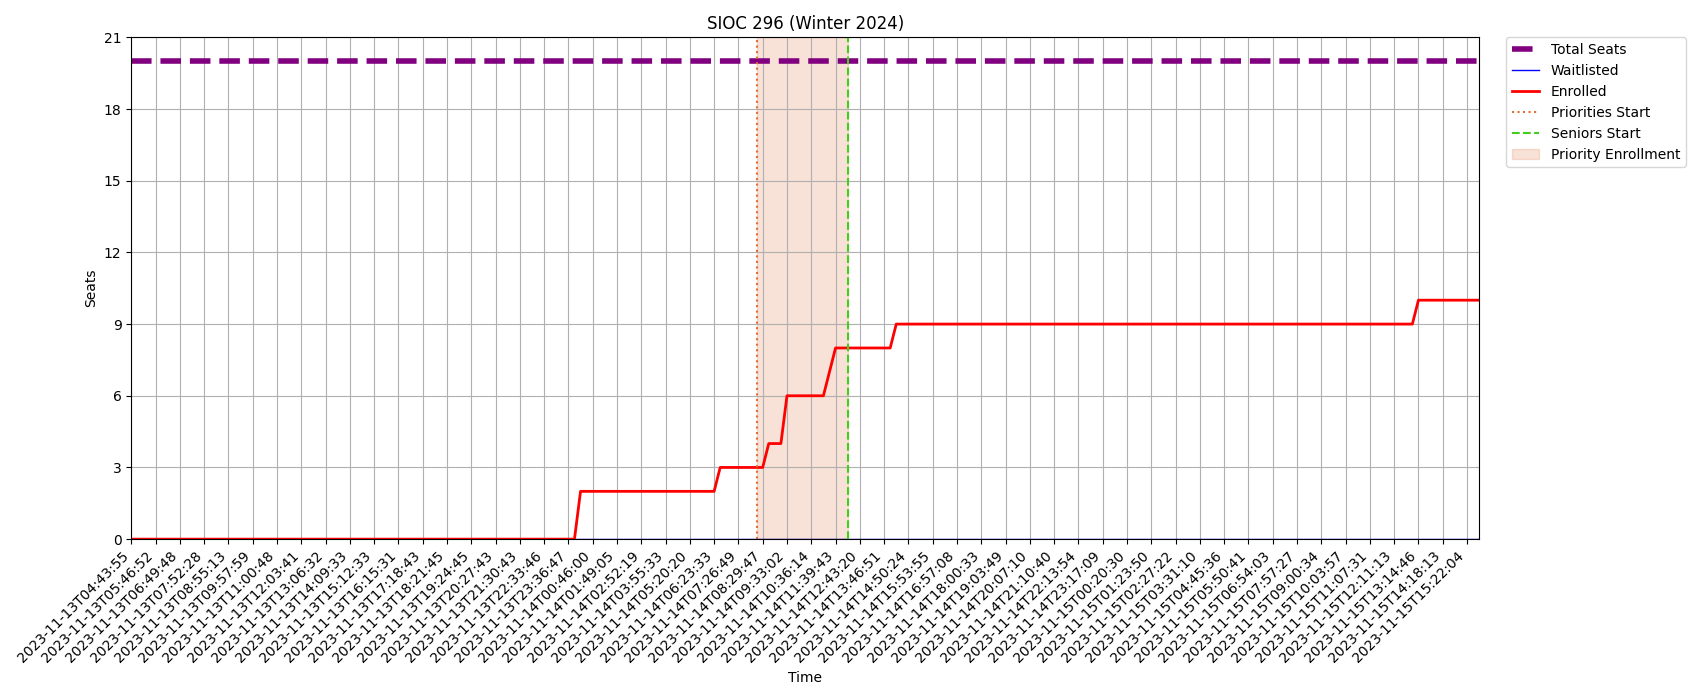 SIOC 296 (Winter 2024)
21
18
15
12
9
6
3
0
Seats
2023-11-13T04:43:55
2023-11-13T05:46:52
2023-11-13T06:49:48
2023-11-13T07:52:28
2023-11-13T08:55:13
2023-11-13T09:57:59
2023-11-13T11:00:48
2023-11-13T12:03:41
2023-11-13T13:06:32
2023-11-13T14:09:33
2023-11-13T15:12:33
2023-11-13T16:15:31
2023-11-13T17:18:43
2023-11-13T18:21:45
2023-11-13T19:24:45
2023-11-13T20:27:43
2023-11-13T21:30:43
2023-11-13T22:33:46
2023-11-13T23:36:47
2023-11-14T00:46:00
2023-11-14T01:49:05
2023-11-14T02:52:19
2023-11-14T03:55:33
2023-11-14T05:20:20
2023-11-14T06:23:33
2023-11-14T07:26:49
2023-11-14T08:29:47
2023-11-14T09:33:02
2023-11-14T10:36:14
2023-11-14T11:39:43
2023-11-14T12:43:20
2023-11-14T13:46:51
2023-11-14T14:50:24
2023-11-14T15:53:55
2023-11-14T16:57:08
2023-11-14T18:00:33
2023-11-14T19:03:49
2023-11-14T20:07:10
2023-11-14T21:10:40
2023-11-14T22:13:54
2023-11-14T23:17:09
2023-11-15T00:20:30
2023-11-15T01:23:50
2023-11-15T02:27:22
2023-11-15T03:31:10
2023-11-15T04:45:36
2023-11-15T05:50:41
2023-11-15T06:54:03
2023-11-15T07:57:27
2023-11-15T09:00:34
2023-11-15T10:03:57
2023-11-15T11:07:31
2023-11-15T12:11:13
2023-11-15T13:14:46
2023-11-15T14:18:13
2023-11-15T15:22:04
Time
Total Seats
Waitlisted
Enrolled
Priorities Start
Seniors Start
Priority Enrollment